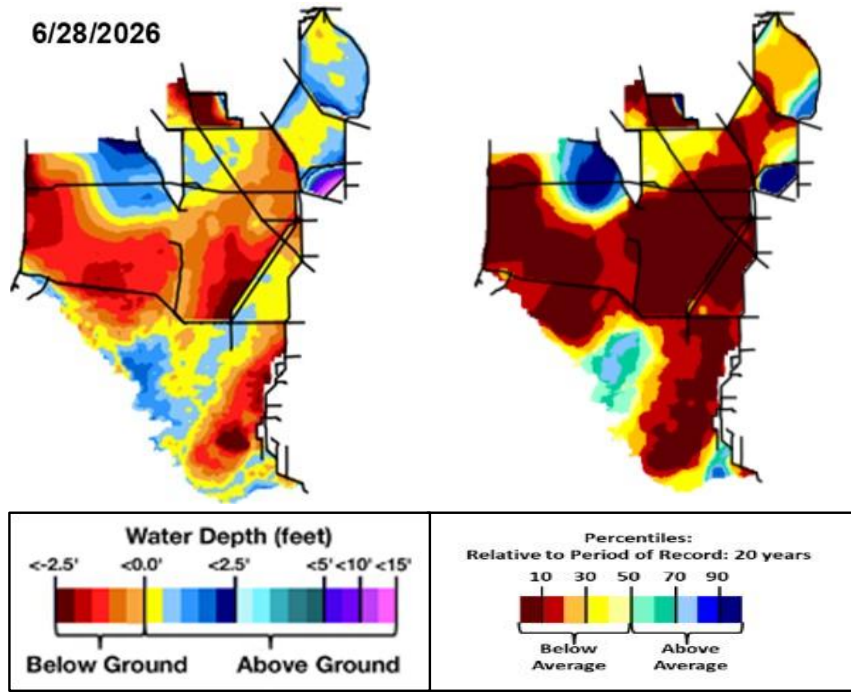 6/28/2026
Water Depth (feet)
<-2.5' <0.0' <2.5' <5' <10' <15'
Below Ground Above Ground
Percentiles:
Relative to Period of Record: 20 years
10 30 50 70 90
Below Average
Above Average